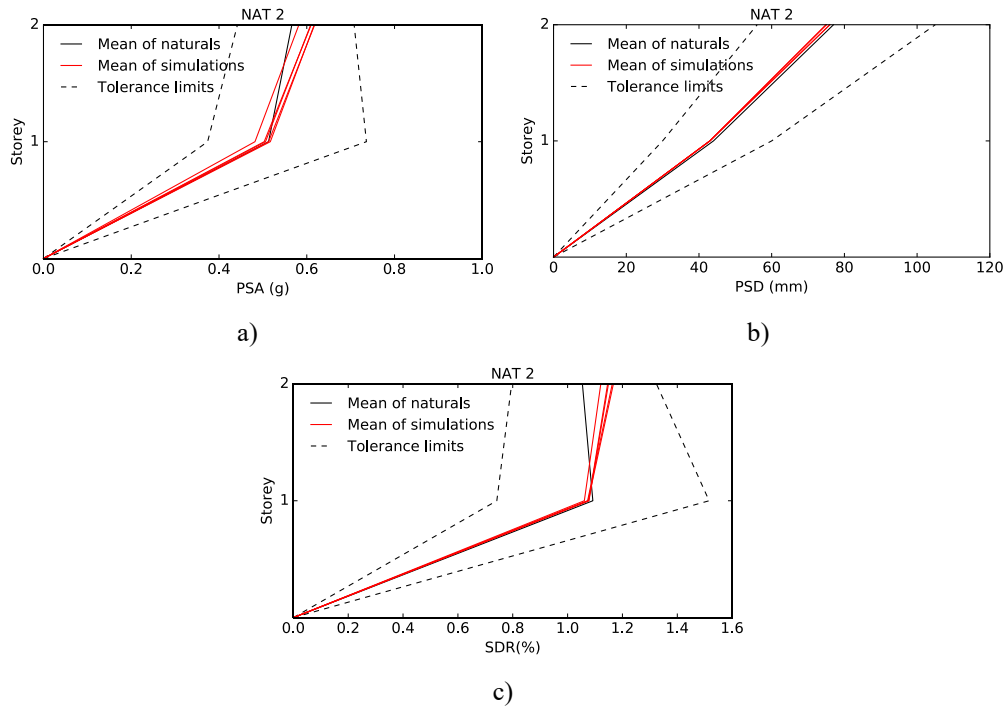 NAT 2
2
Mean of naturals
Mean of simulations
Tolerance limits
Storey
1
0
0.0 0.2 0.4 0.6 0.8 1.0
PSA (g)
a)
NAT 2
2
Mean of naturals
Mean of simulations
Tolerance limits
Storey
1
0
0 20 40 60 80 100 120
PSD (mm)
b)
NAT 2
2
Mean of naturals
Mean of simulations
Tolerance limits
Storey
1
0
0.0 0.2 0.4 0.6 0.8 1.0 1.2 1.4 1.6
SDR(%)
c)